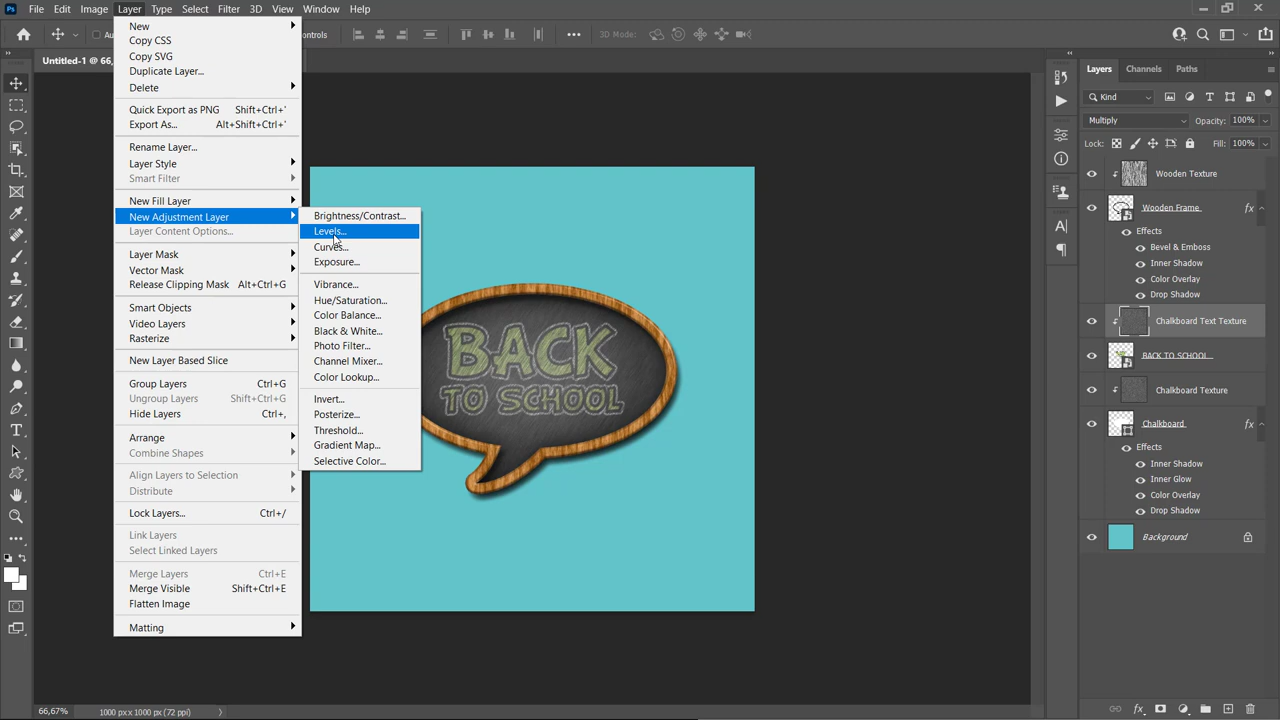 File Edit Image Layer Type Select Filter 3D View Window Help
3D Mode:
Untitled-1 @ 66,
New
Copy CSS
Copy SVG
Duplicate Layer...
Delete
Quick Export as PNG Shift+Ctrl+'
Export As... Alt+Shift+Ctrl+'
Rename Layer...
Layer Style
Smart Filter
New Fill Layer
New Adjustment Layer
Layer Content Options...
Layer Mask
Vector Mask
Release Clipping Mask Alt+Ctrl+G
Smart Objects
Video Layers
Rasterize
New Layer Based Slice
Group Layers Ctrl+G
Ungroup Layers Shift+Ctrl+G
Hide Layers Ctrl+,
Arrange
Combine Shapes
Align Layers to Selection
Distribute
Lock Layers... Ctrl+/
Link Layers
Select Linked Layers
Merge Layers Ctrl+E
Merge Visible Shift+Ctrl+E
Flatten Image
Matting
Brightness/Contrast...
Levels...
Curves...
Exposure...
Vibrance...
Hue/Saturation...
Color Balance...
Black & White...
Photo Filter...
Channel Mixer...
Color Lookup...
Invert...
Posterize...
Threshold...
Gradient Map...
Selective Color...
BACK
TO SCHOOL
Layers Channels Paths
Kind
Multiply Opacity: 100%
Lock: Fill: 100%
Wooden Texture
Wooden Frame fx
Effects
Bevel & Emboss
Inner Shadow
Color Overlay
Drop Shadow
Chalkboard Text Texture
BACK TO SCHOOL
Chalkboard Texture
Chalkboard fx
Effects
Inner Shadow
Inner Glow
Color Overlay
Drop Shadow
Background
66,67% 1000 px x 1000 px (72 ppi)